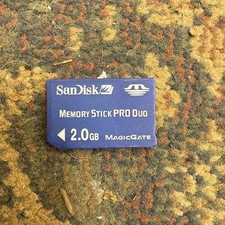 SanDisk
MEMORY STICK PRO DUO
2.0GB MAGICGATE